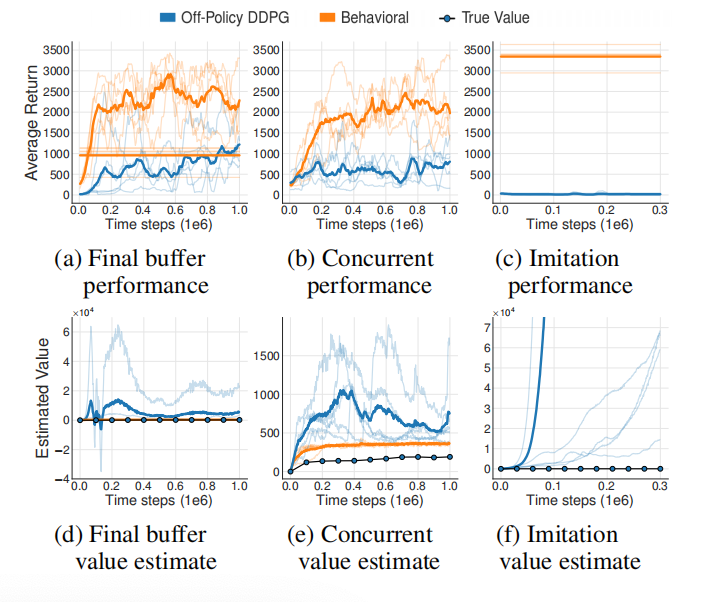 Off-Policy DDPG Behavioral True Value
Average Return
3500 3000 2500 2000 1500 1000 500 0
0.0 0.2 0.4 0.6 0.8 1.0
Time steps (1e6)
3500 3000 2500 2000 1500 1000 500 0
0.0 0.2 0.4 0.6 0.8 1.0
Time steps (1e6)
3500 3000 2500 2000 1500 1000 500 0
0.0 0.1 0.2 0.3
Time steps (1e6)
(a) Final buffer
performance
(b) Concurrent
performance
(c) Imitation
performance
Estimated Value
×10⁴
6 4 2 0 −2 −4
0.0 0.2 0.4 0.6 0.8 1.0
Time steps (1e6)
1500 1000 500 0
0.0 0.2 0.4 0.6 0.8 1.0
Time steps (1e6)
×10⁴
7 6 5 4 3 2 1 0
0.0 0.1 0.2 0.3
Time steps (1e6)
(d) Final buffer
value estimate
(e) Concurrent
value estimate
(f) Imitation
value estimate